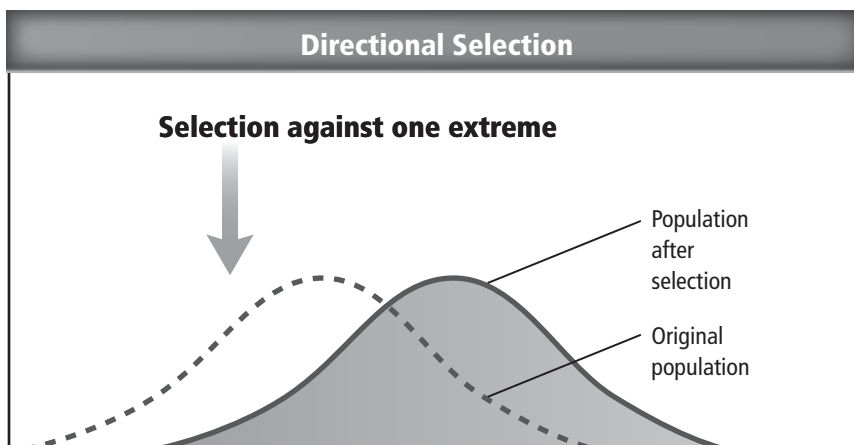 Directional Selection
Selection against one extreme
Population
after
selection
Original
population